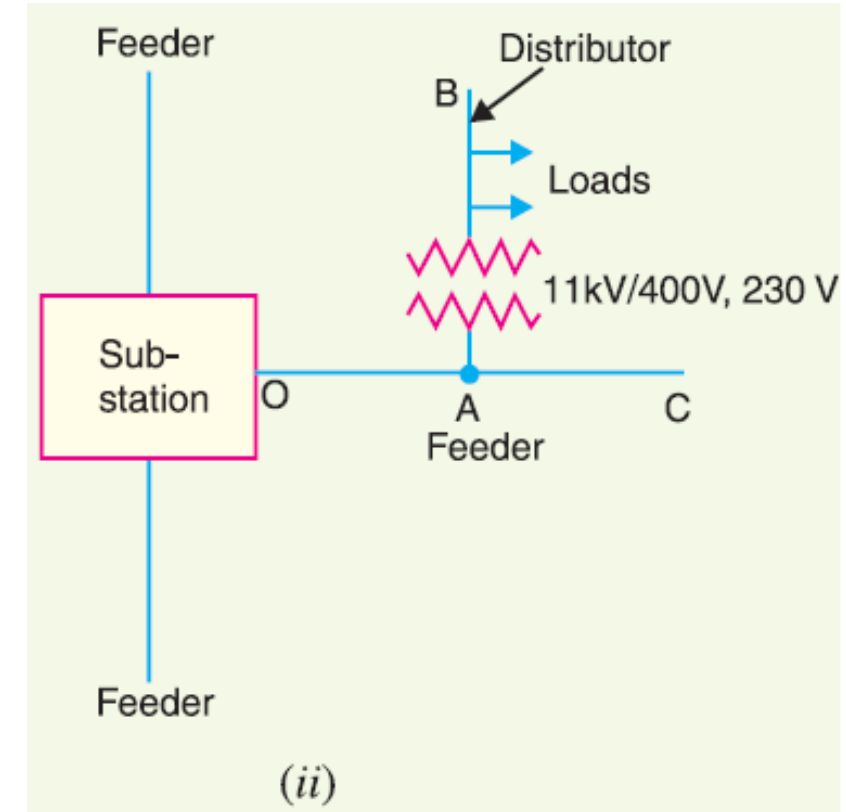 Feeder
Distributor
B
Loads
11kV/400V, 230 V
Sub-
station
O
A
C
Feeder
Feeder
(ii)